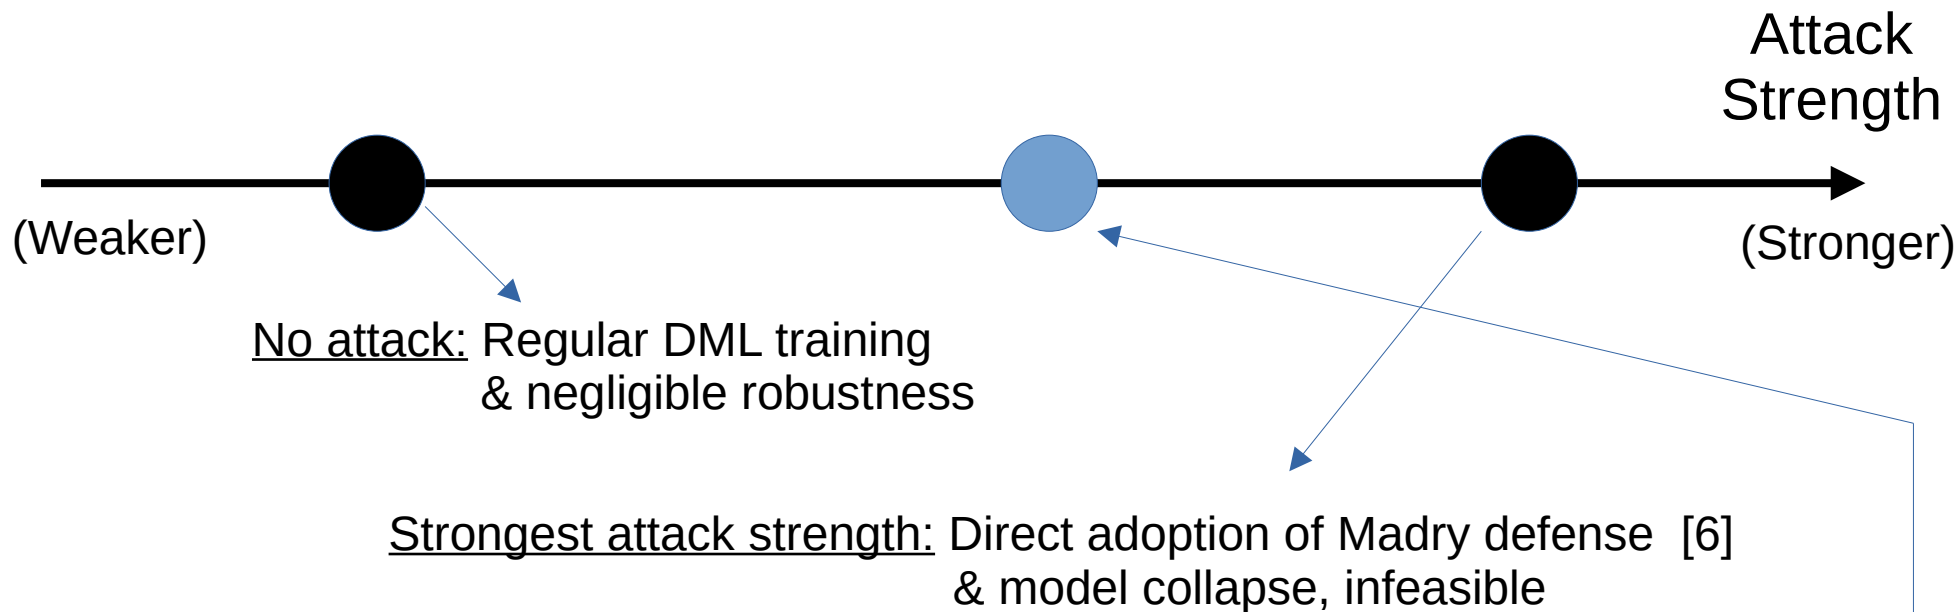 Attack
Strength
(Weaker)
(Stronger)
No attack: Regular DML training
& negligible robustness
Strongest attack strength: Direct adoption of Madry defense [6]
& model collapse, infeasible